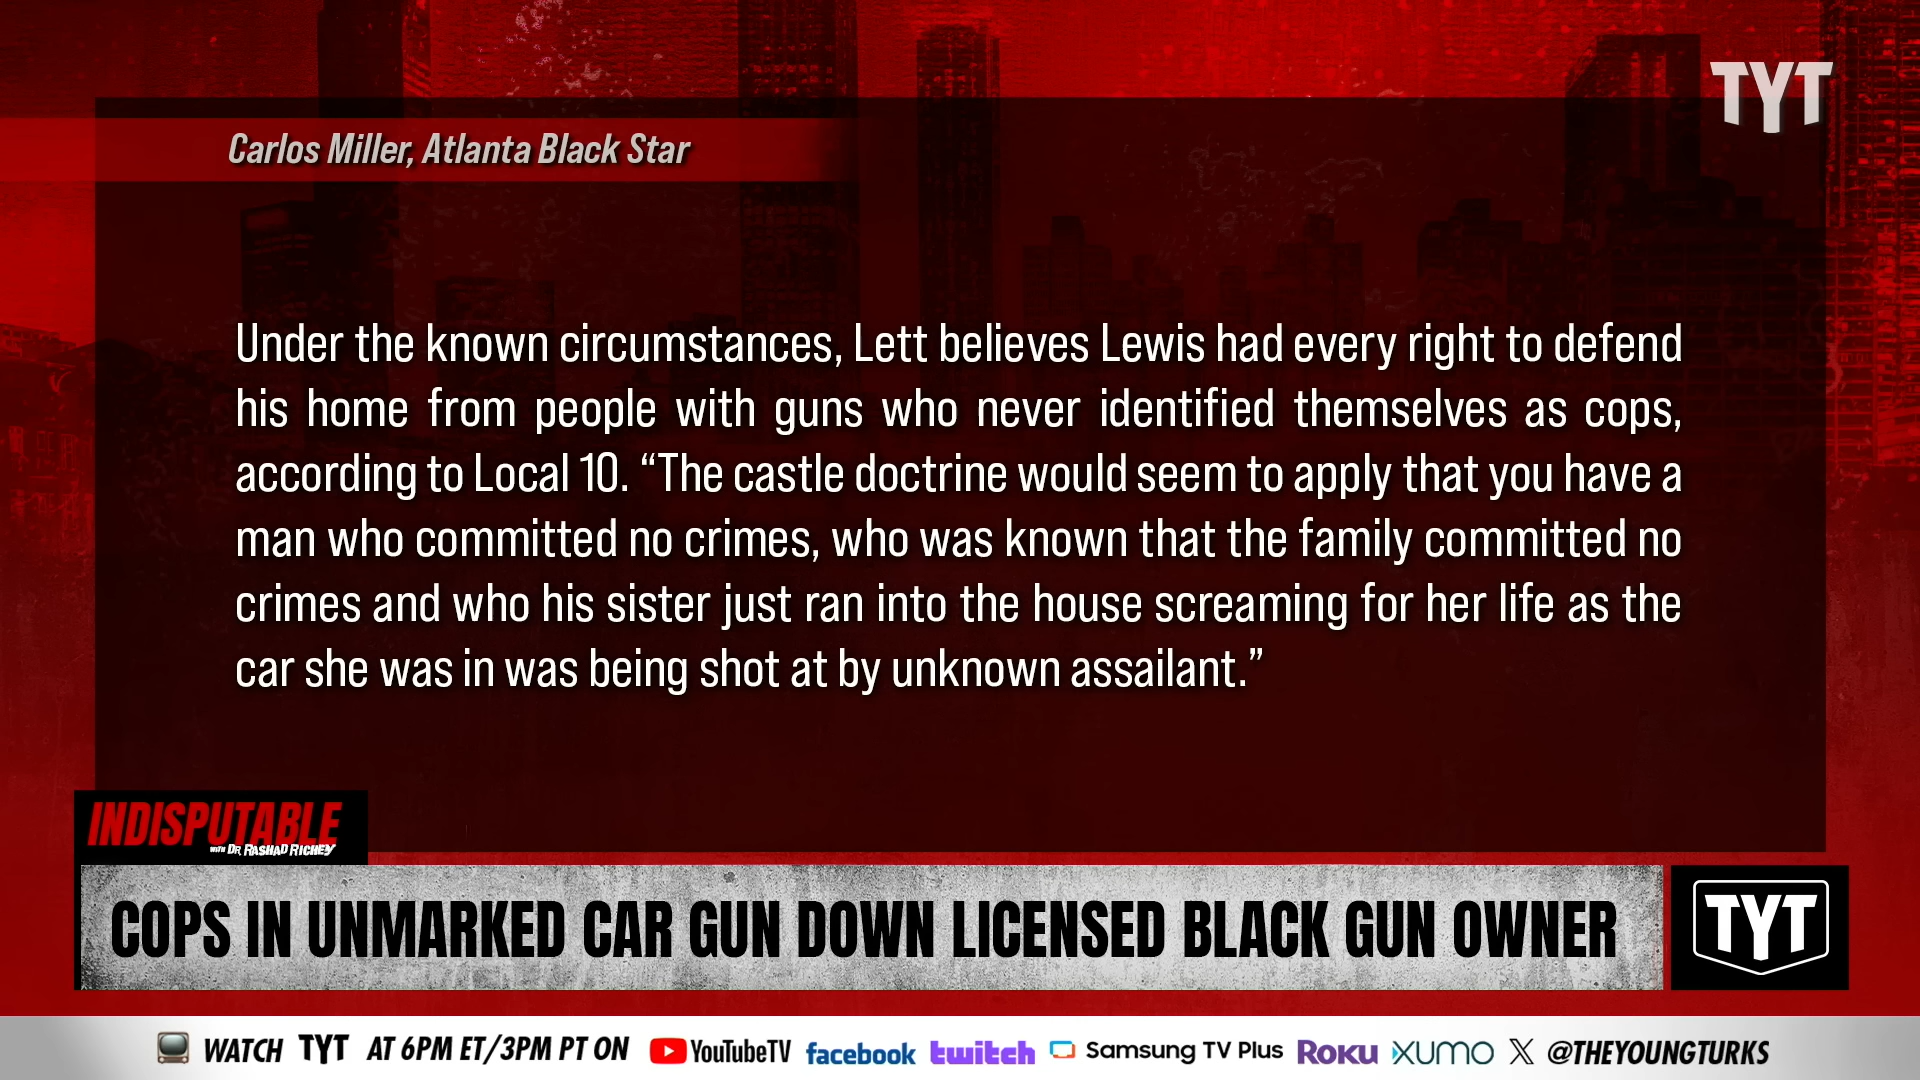 TYT
Carlos Miller, Atlanta Black Star
Under the known circumstances, Lett believes Lewis had every right to defend
his home from people with guns who never identified themselves as cops,
according to Local 10. “The castle doctrine would seem to apply that you have a
man who committed no crimes, who was known that the family committed no
crimes and who his sister just ran into the house screaming for her life as the
car she was in was being shot at by unknown assailant.”
INDISPUTABLE
WITH DR RASHAD RICHEY
COPS IN UNMARKED CAR GUN DOWN LICENSED BLACK GUN OWNER
TYT
WATCH TYT AT 6PM ET/3PM PT ON YouTubeTV facebook twitch Samsung TV Plus ROKU XUMO X @THEYOUNGTURKS